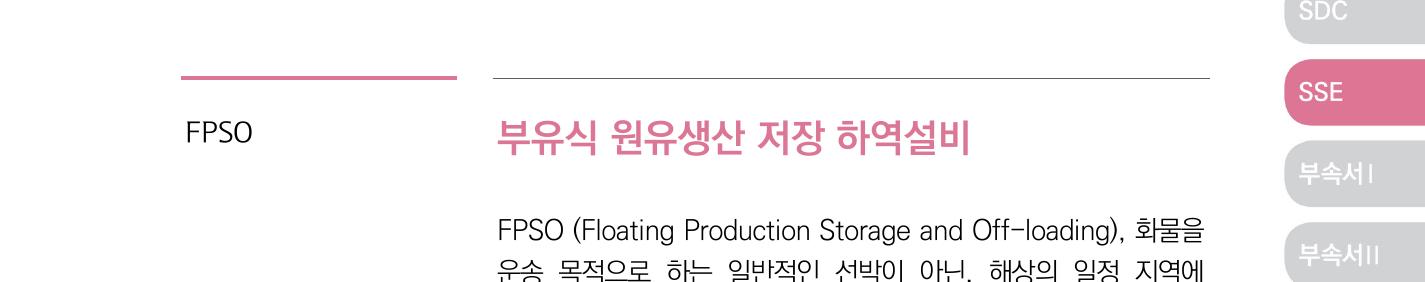 SDC
SSE
FPSO
부유식 원유생산 저장 하역설비
부속서I
FPSO (Floating Production Storage and Off-loading), 화물을
부속서II
운송 목적으로 하는 일반적인 선박이 아닌, 해상의 일정 지역에